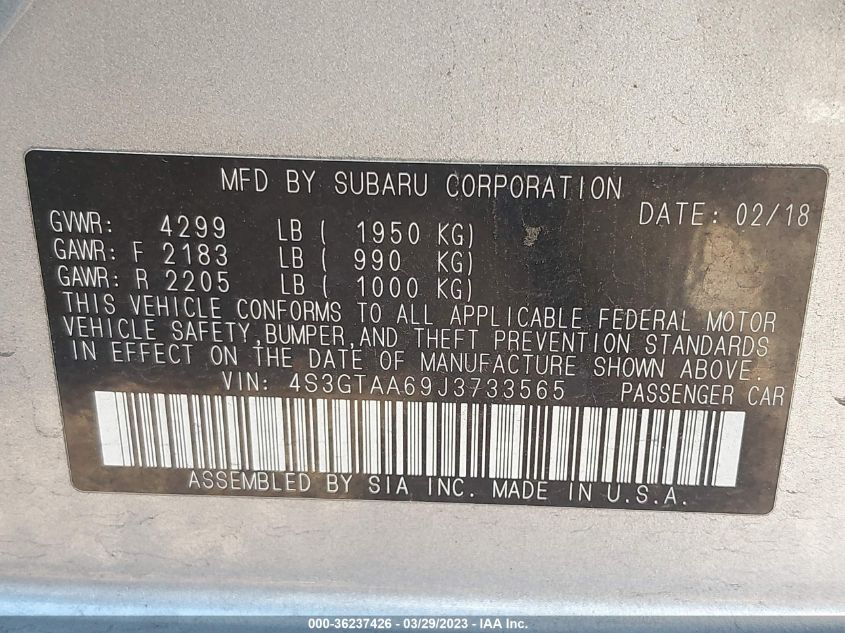 MFD BY SUBARU CORPORATION
DATE: 02/18
GVWR: 4299 LB ( 1950 KG)
GAWR: F 2183 LB ( 990 KG)
GAWR: R 2205 LB ( 1000 KG)
THIS VEHICLE CONFORMS TO ALL APPLICABLE FEDERAL MOTOR
VEHICLE SAFETY,BUMPER,AND THEFT PREVENTION STANDARDS
IN EFFECT ON THE DATE OF MANUFACTURE SHOWN ABOVE.
VIN: 4S3GTAA69J3733565 PASSENGER CAR
ASSEMBLED BY SIA INC. MADE IN U.S.A.
000-36237426 - 03/29/2023 - IAA Inc.